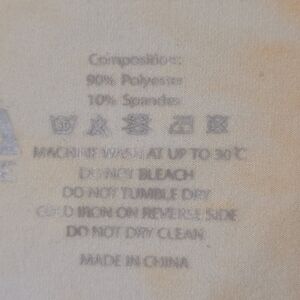 Composition:
90% Polyester
10% Spandex
MACHINE WASH AT UP TO 30℃
DO NOT BLEACH
DO NOT TUMBLE DRY
COLD IRON ON REVERSE SIDE
DO NOT DRY CLEAN
MADE IN CHINA